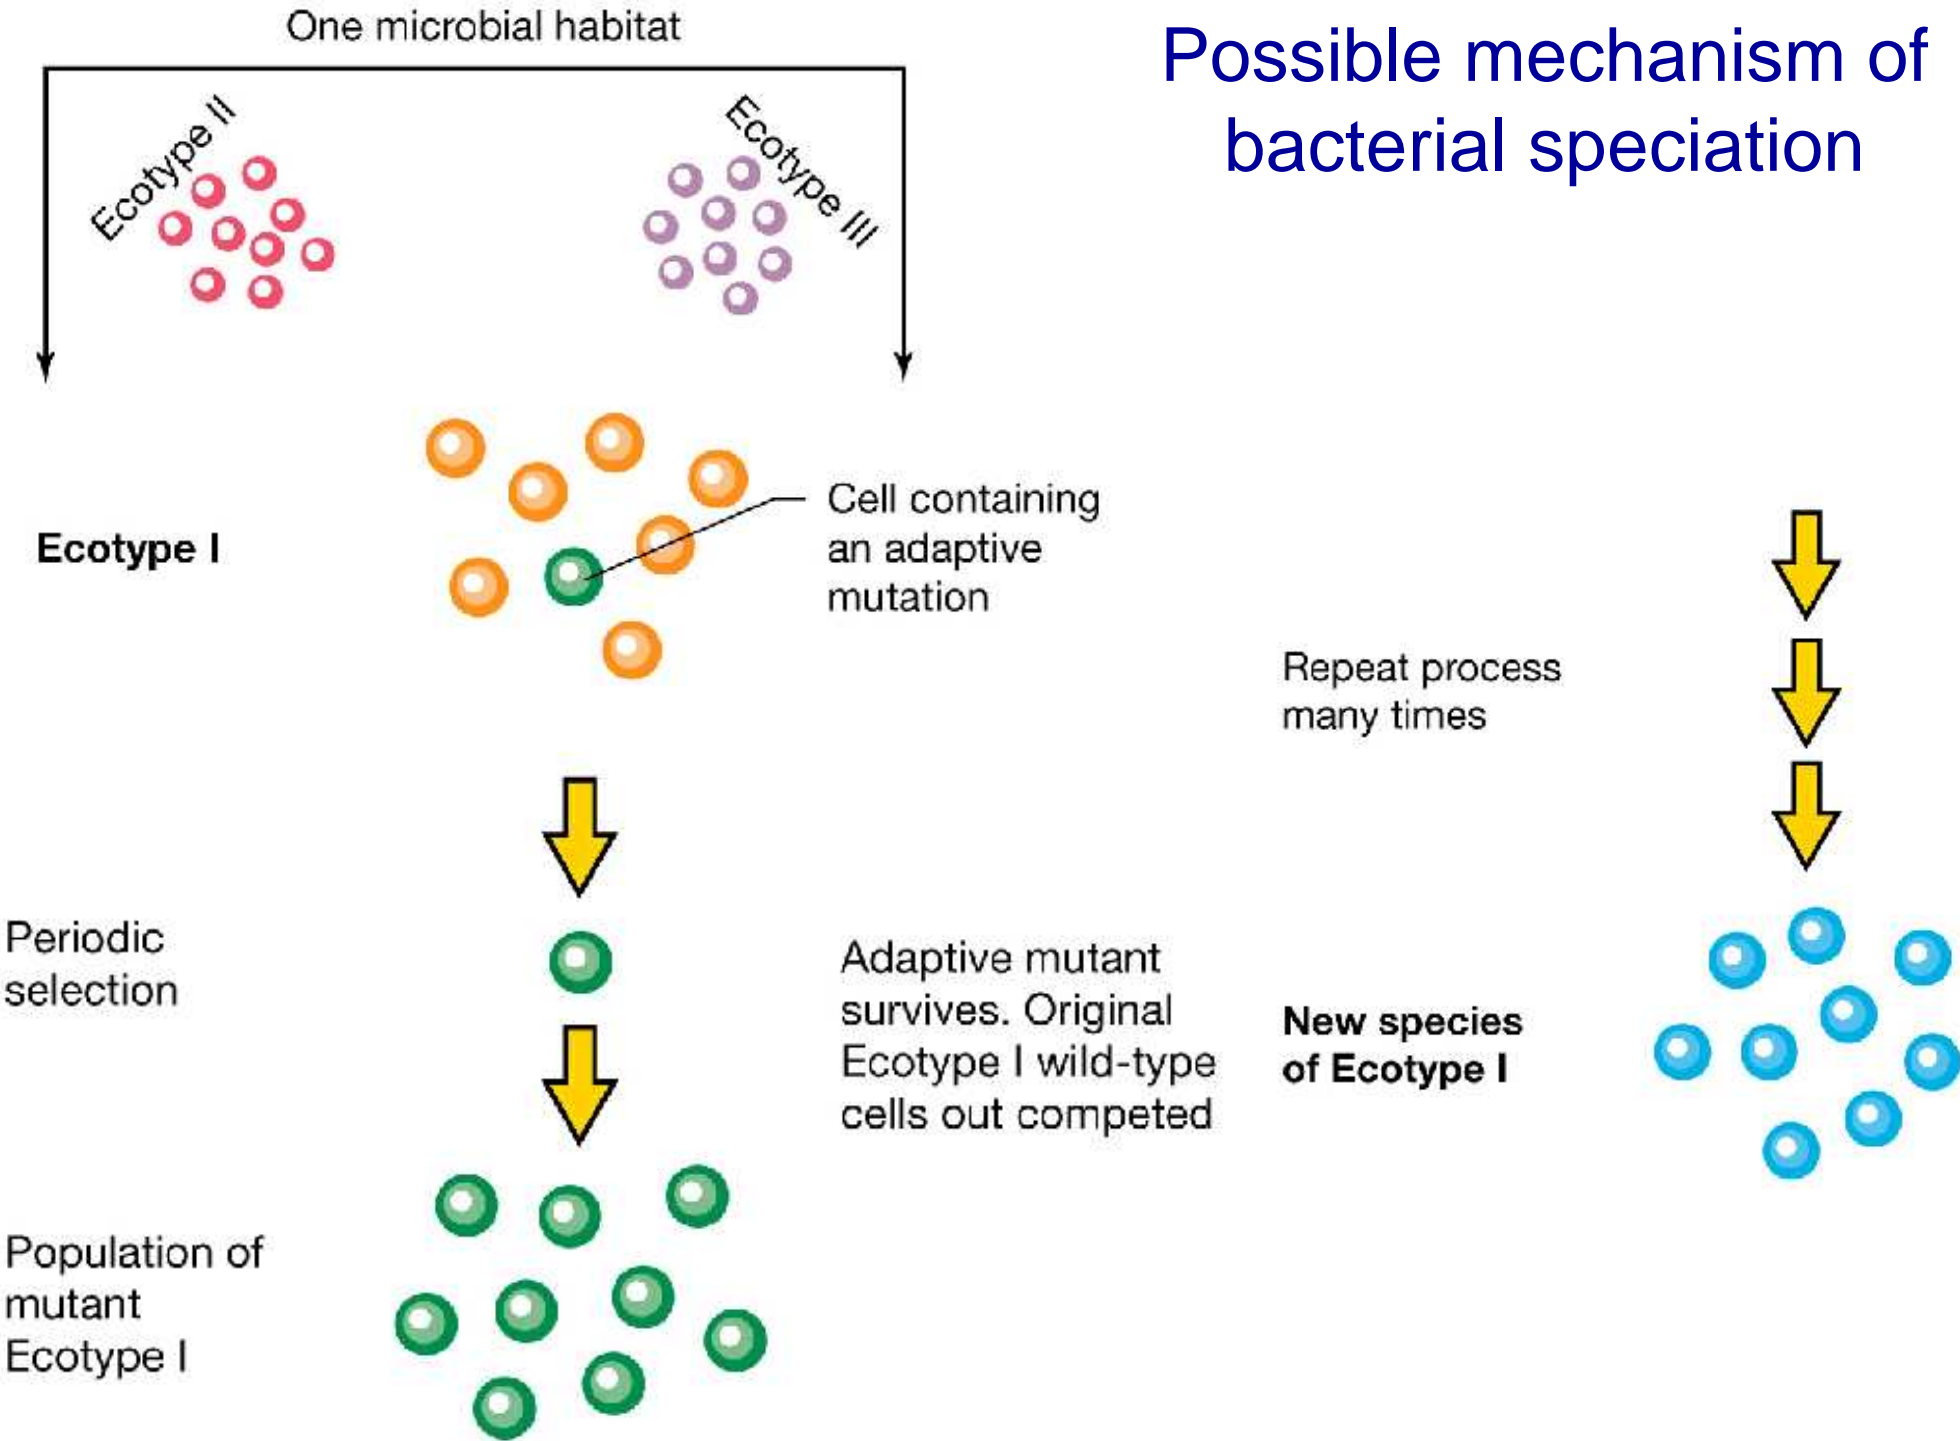 One microbial habitat
Possible mechanism of
bacterial speciation
Ecotype II
Ecotype III
Ecotype I
Cell containing
an adaptive
mutation
Periodic
selection
Adaptive mutant
survives. Original
Ecotype I wild-type
cells out competed
Population of
mutant
Ecotype I
Repeat process
many times
New species
of Ecotype I